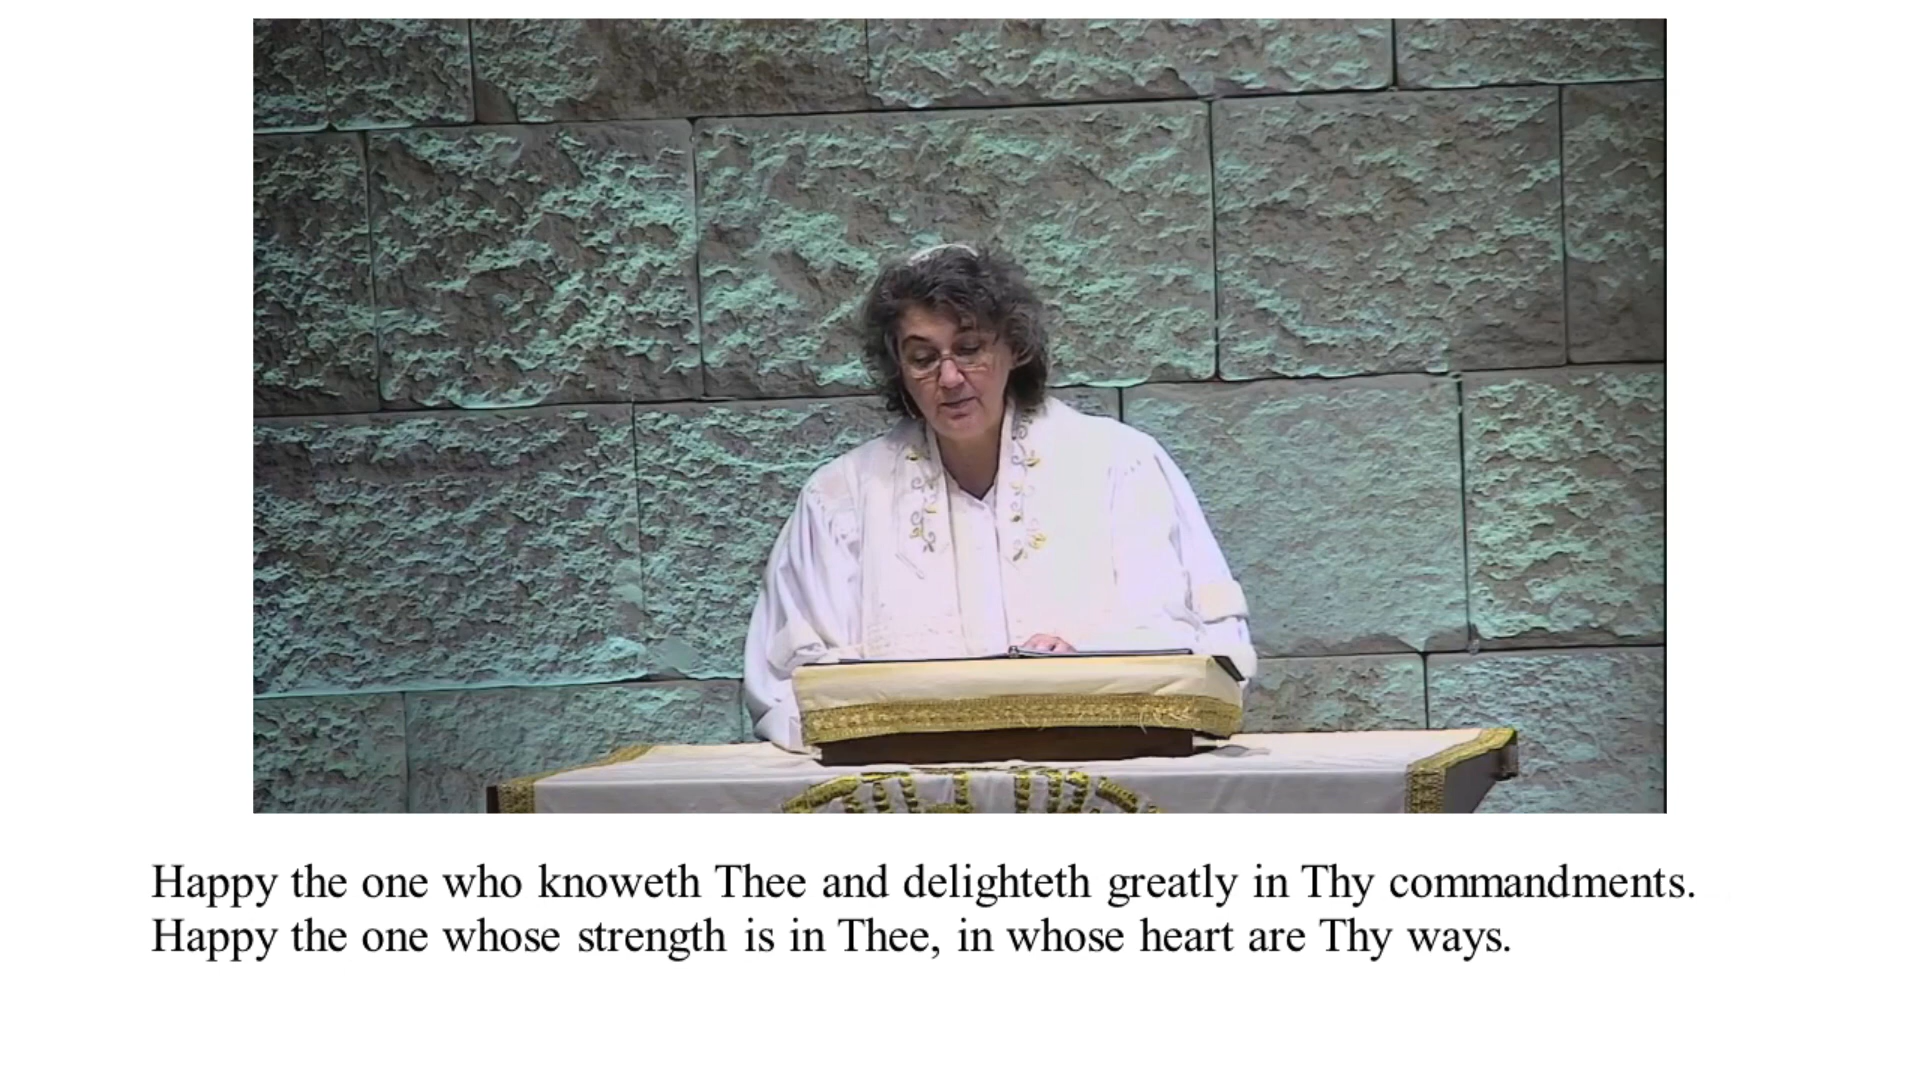 Happy the one who knoweth Thee and delighteth greatly in Thy commandments.
Happy the one whose strength is in Thee, in whose heart are Thy ways.